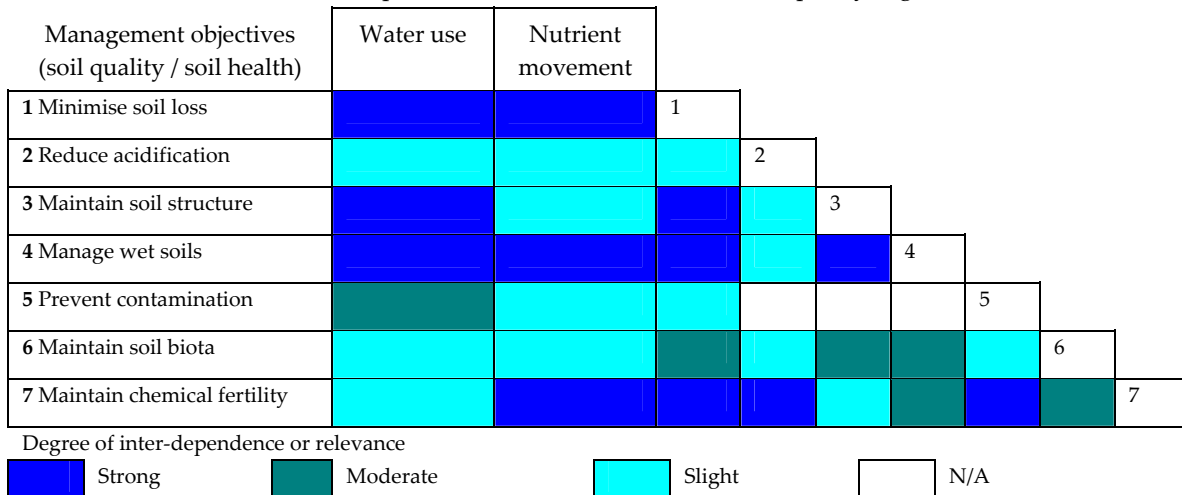 Management objectives
(soil quality / soil health)
Water use
Nutrient
movement
1 Minimise soil loss
1
2 Reduce acidification
2
3 Maintain soil structure
3
4 Manage wet soils
4
5 Prevent contamination
5
6 Maintain soil biota
6
7 Maintain chemical fertility
7
Degree of inter-dependence or relevance
Strong
Moderate
Slight
N/A